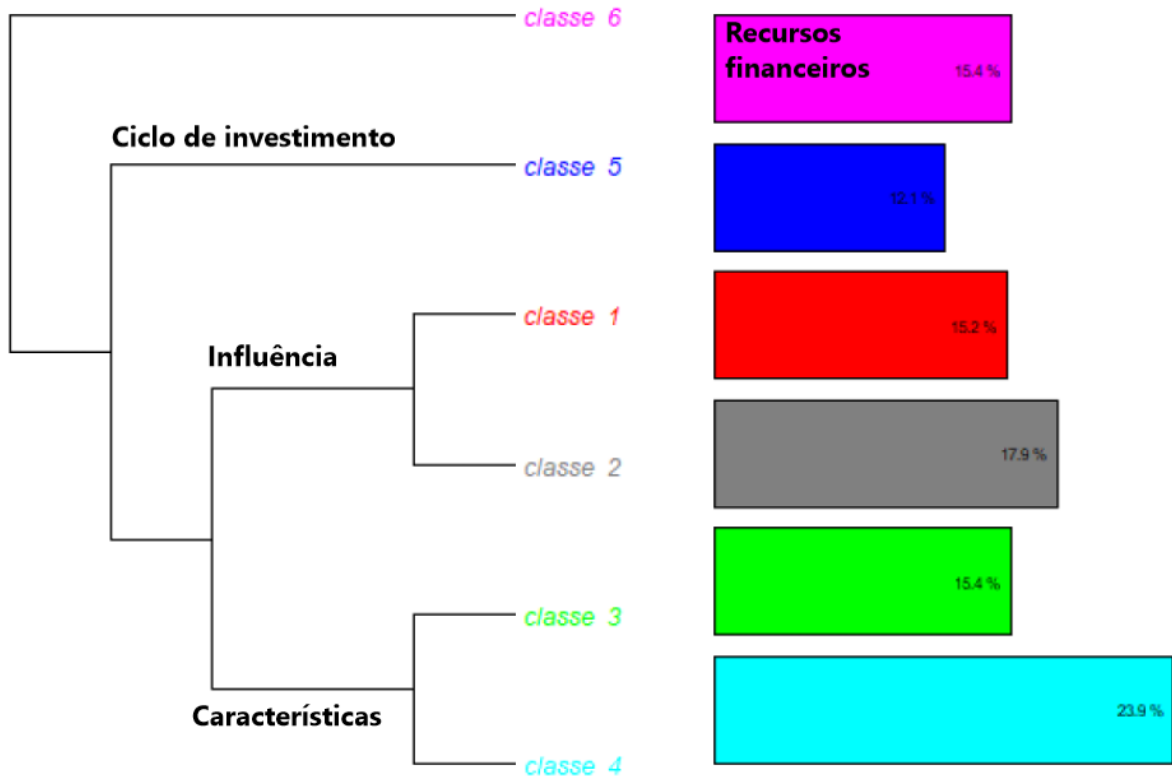 classe 6
Recursos
financeiros
15.4 %
Ciclo de investimento
classe 5
12.1 %
classe 1
15.2 %
Influência
classe 2
17.9 %
classe 3
15.4 %
Características
classe 4
23.9 %